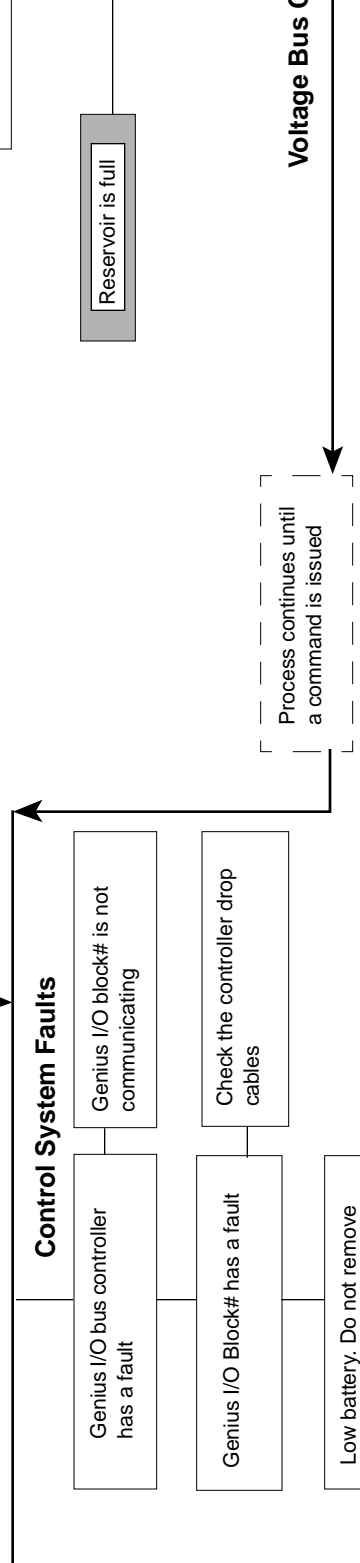 Control System Faults
Genius I/O bus controller
has a fault
Genius I/O block# is not
communicating
Genius I/O Block# has a fault
Check the controller drop
cables
Low battery. Do not remove
Process continues until
a command is issued
Reservoir is full
Voltage Bus